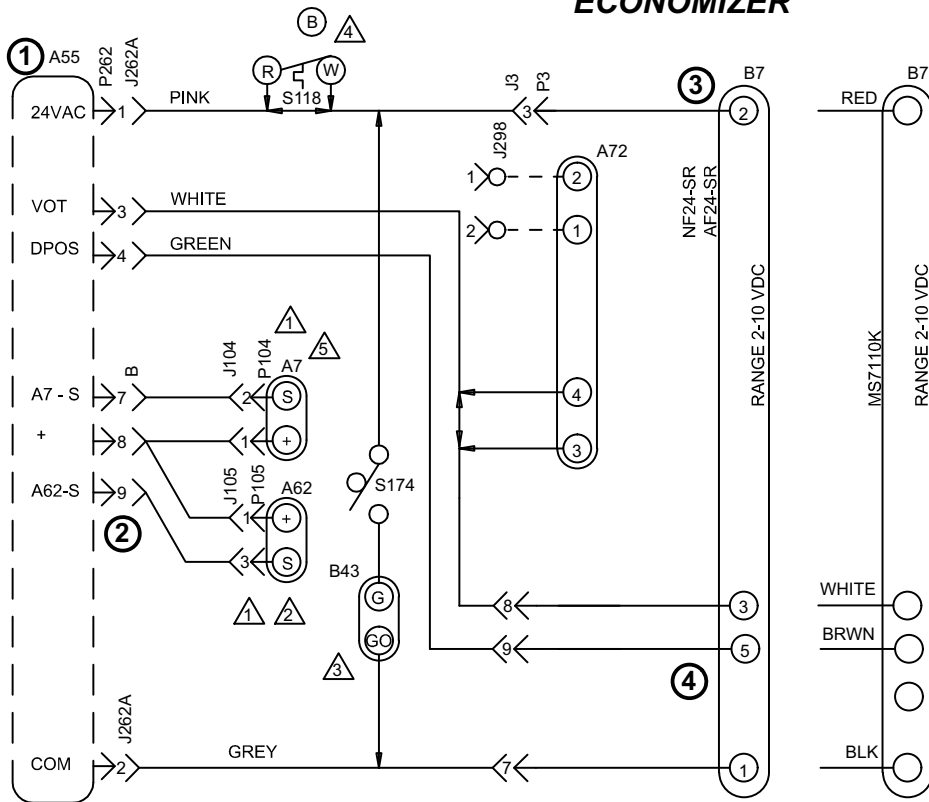 ECONOMIZER
1 A55 P262 J262A
B 4
R W
S118
24VAC 1 PINK
J3 P3
3
3 B7
2
RED B7
J298
1 2 A72
2 1
VOT 3 WHITE
DPOS 4 GREEN
NF24-SR
AF24-SR
RANGE 2-10 VDC
MS7110K
RANGE 2-10 VDC
1 5
J104 P104 A7
A7 - S 7 B 2 S
+ 8 1 +
4
3
A62-S 9
2
J105 P105 A62
1 +
3 S
1 2
S174
B43
G
GO
3
8 3 WHITE
9 5 BRWN
4
J262A
COM 2 GREY 7 1 BLK